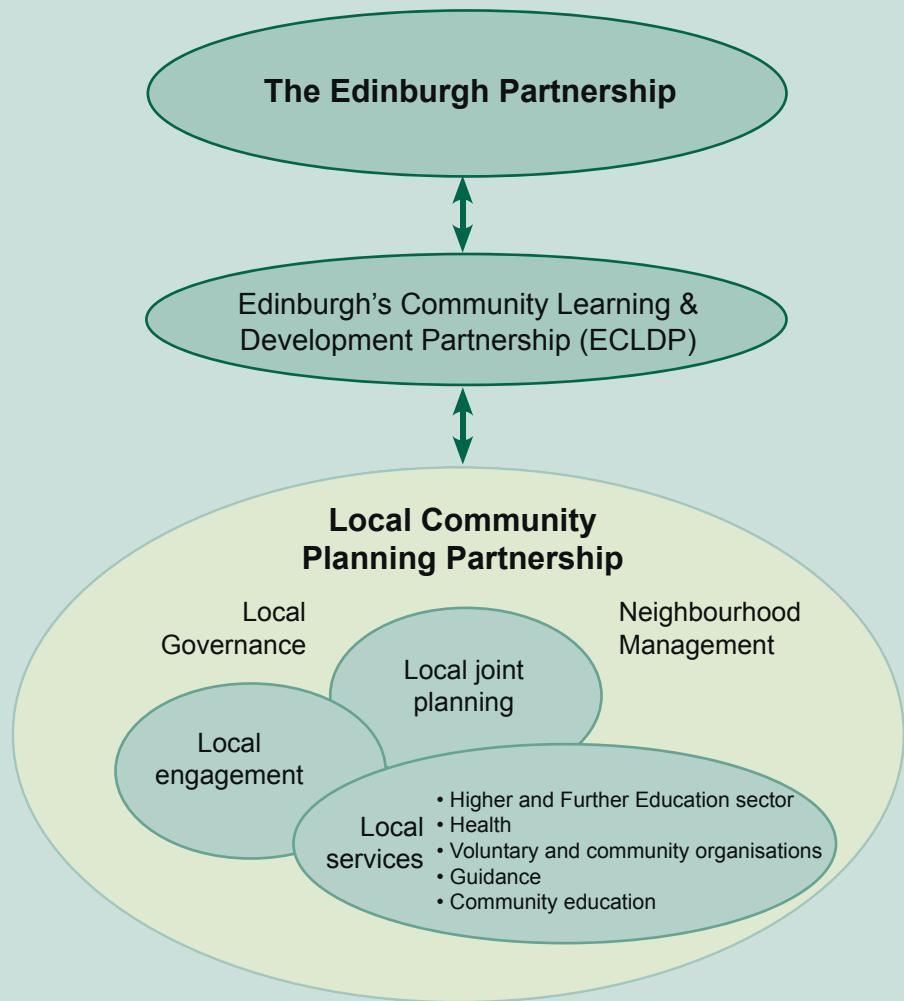 The Edinburgh Partnership
Edinburgh’s Community Learning &
Development Partnership (ECLDP)
Local Community
Planning Partnership
Local
Governance
Neighbourhood
Management
Local joint
planning
Local
engagement
Local
services
• Higher and Further Education sector
• Health
• Voluntary and community organisations
• Guidance
• Community education